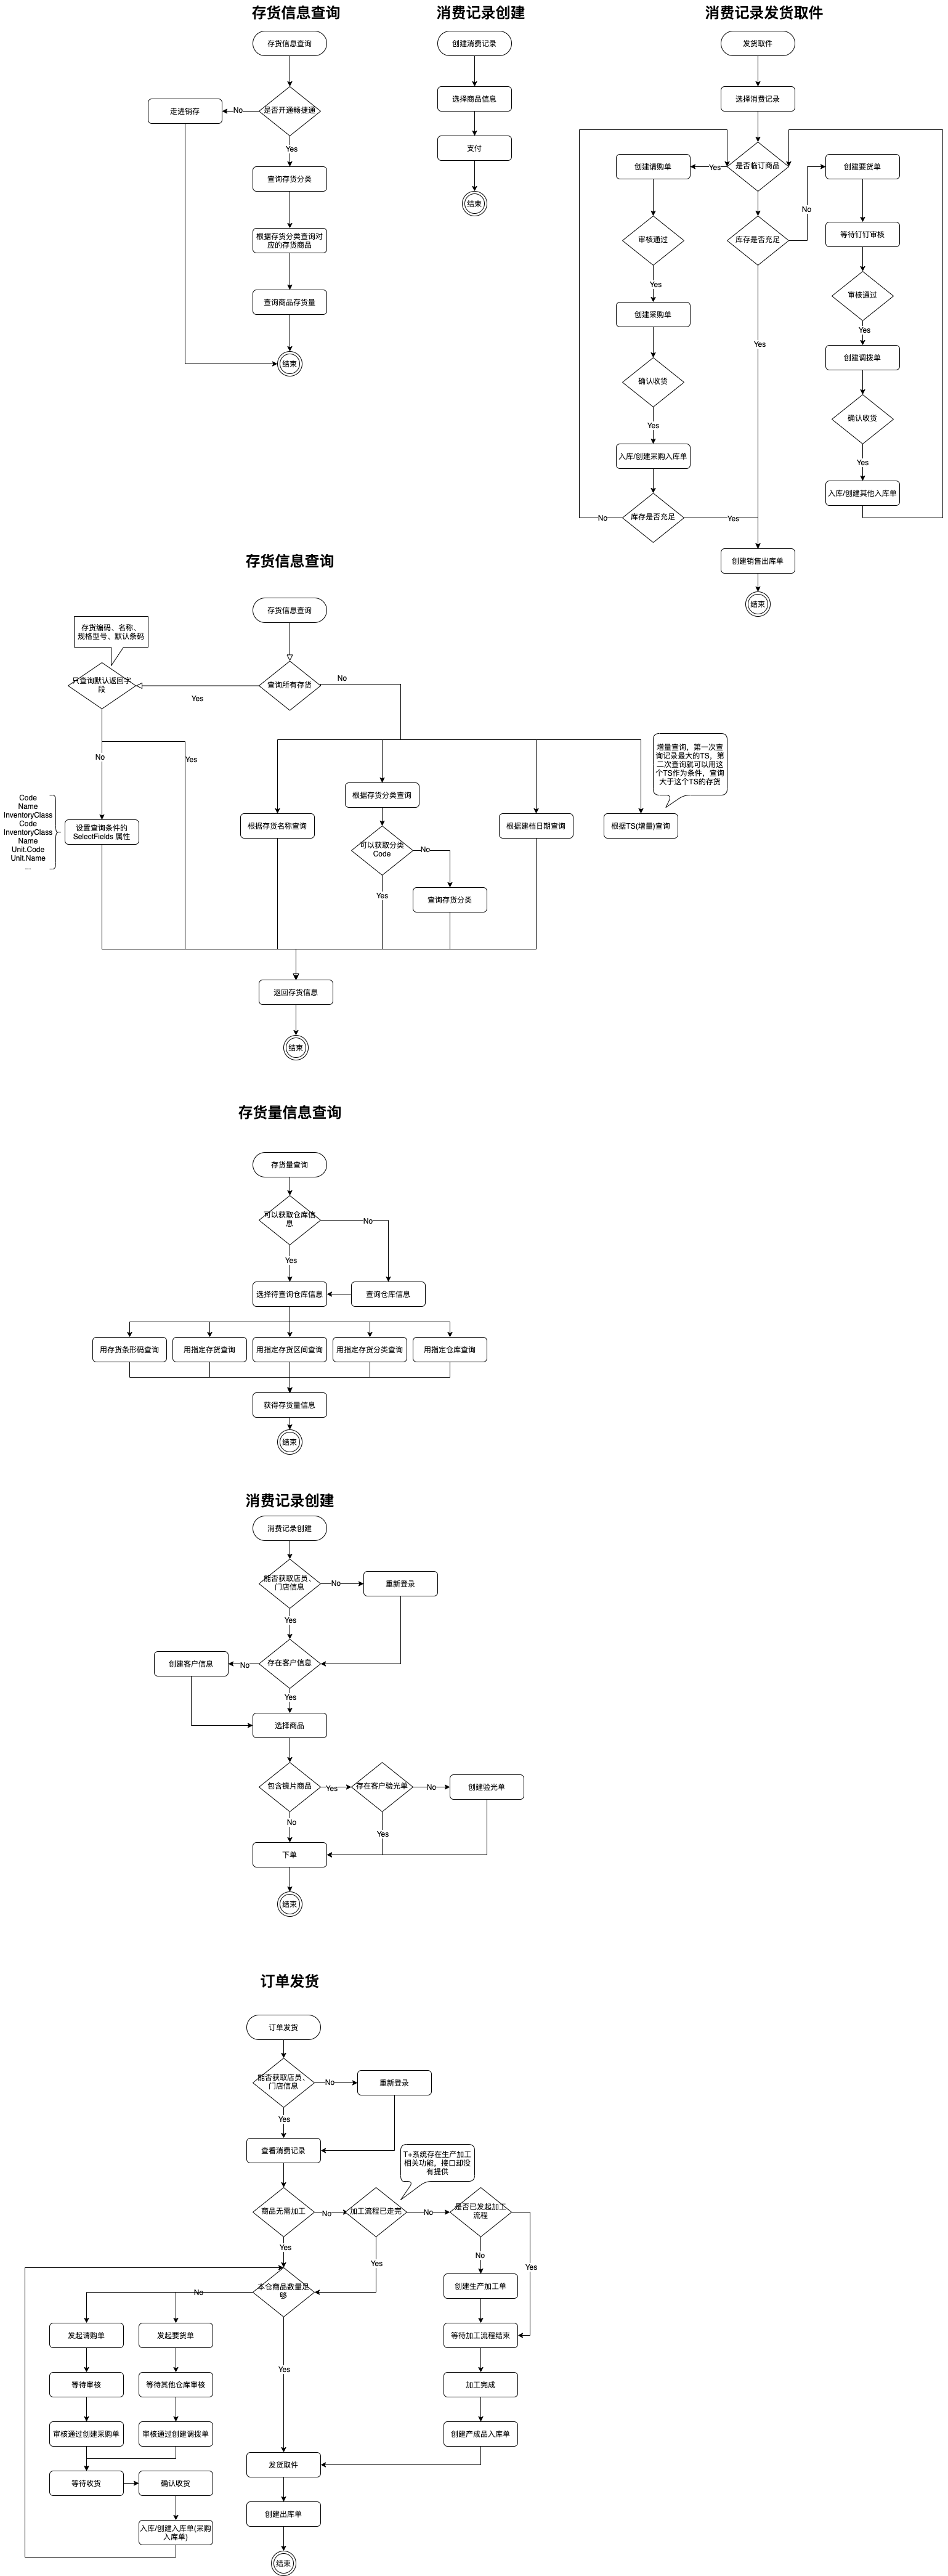 存货信息查询
消费记录创建
消费记录发货取件
存货信息查询
是否开通畅捷通
No
走进销存
Yes
查询存货分类
根据存货分类查询对
应的存货商品
查询商品存货量
结束
创建消费记录
选择商品信息
支付
结束
发货取件
选择消费记录
是否临订商品
Yes
创建请购单
审核通过
Yes
创建采购单
确认收货
Yes
入库/创建采购入库单
库存是否充足
No
Yes
库存是否充足
No
Yes
创建要货单
等待钉钉审核
审核通过
Yes
创建调拨单
确认收货
Yes
入库/创建其他入库单
创建销售出库单
结束
存货信息查询
存货信息查询
查询所有存货
No
Yes
存货编码、名称、
规格型号、默认条码
只查询默认返回字
段
No
Yes
Code
Name
InventoryClass
Code
InventoryClass
Name
Unit.Code
Unit.Name
...
设置查询条件的
SelectFields 属性
根据存货名称查询
根据存货分类查询
可以获取分类
Code
No
Yes
查询存货分类
根据建档日期查询
增量查询，第一次查
询记录最大的TS，第
二次查询就可以用这
个TS作为条件，查询
大于这个TS的存货
根据TS(增量)查询
返回存货信息
结束
存货量信息查询
存货量查询
可以获取仓库信
息
No
Yes
选择待查询仓库信息
查询仓库信息
用存货条形码查询
用指定存货查询
用指定存货区间查询
用指定存货分类查询
用指定仓库查询
获得存货量信息
结束
消费记录创建
消费记录创建
能否获取店员、
门店信息
No
重新登录
Yes
存在客户信息
No
创建客户信息
Yes
选择商品
包含镜片商品
Yes
存在客户验光单
No
创建验光单
No
Yes
下单
结束
订单发货
订单发货
能否获取店员、
门店信息
No
重新登录
Yes
查看消费记录
T+系统存在生产加工
相关功能，接口却没
有提供
商品无需加工
No
加工流程已走完
No
是否已发起加工
流程
Yes
Yes
No
Yes
创建生产加工单
本仓商品数量足
够
No
发起请购单
发起要货单
等待加工流程结束
Yes
等待审核
等待其他仓库审核
加工完成
审核通过创建采购单
审核通过创建调拨单
创建产成品入库单
发货取件
等待收货
确认收货
创建出库单
入库/创建入库单(采购
入库单)
结束